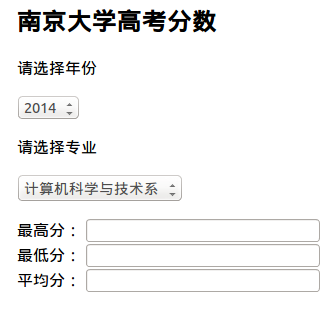 南京大学高考分数
请选择年份
2014
请选择专业
计算机科学与技术系
最高分：
最低分：
平均分：